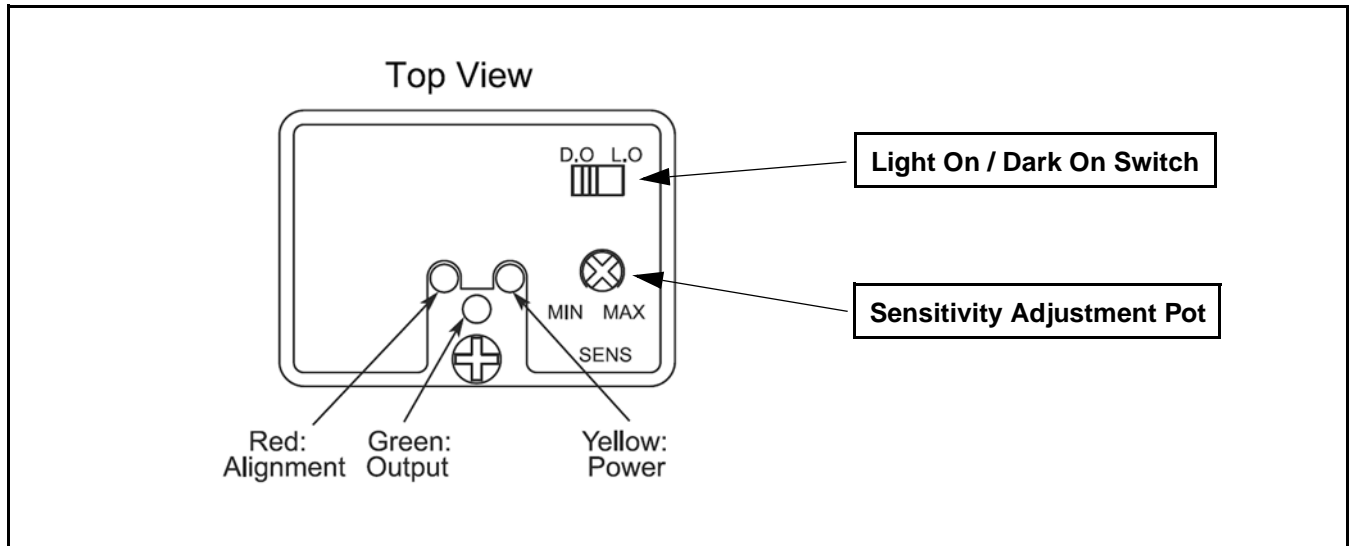 Top View
D.O L.O
Light On / Dark On Switch
MIN MAX
Sensitivity Adjustment Pot
SENS
Red:
Alignment
Green:
Output
Yellow:
Power